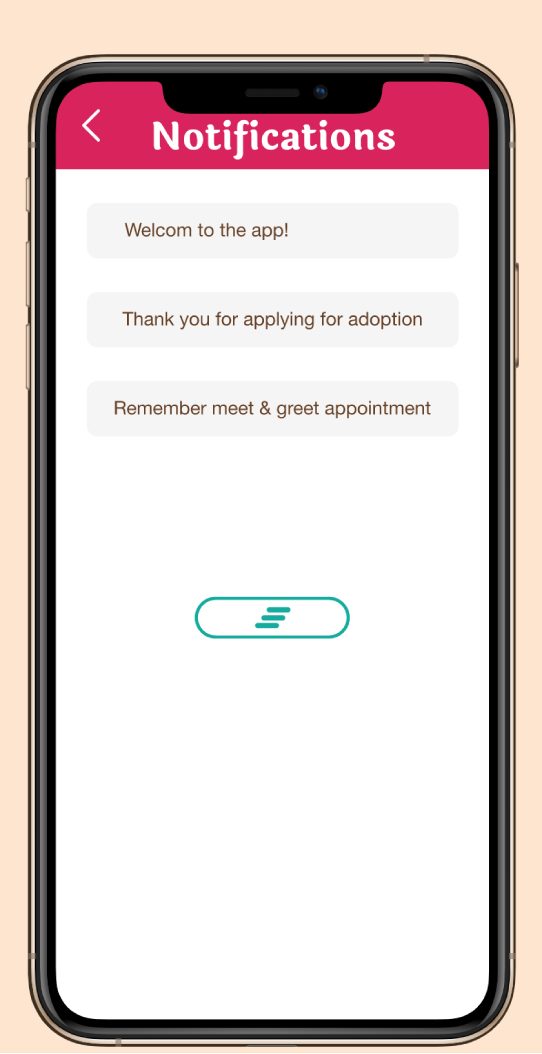 Notifications
Welcom to the app!
Thank you for applying for adoption
Remember meet & greet appointment